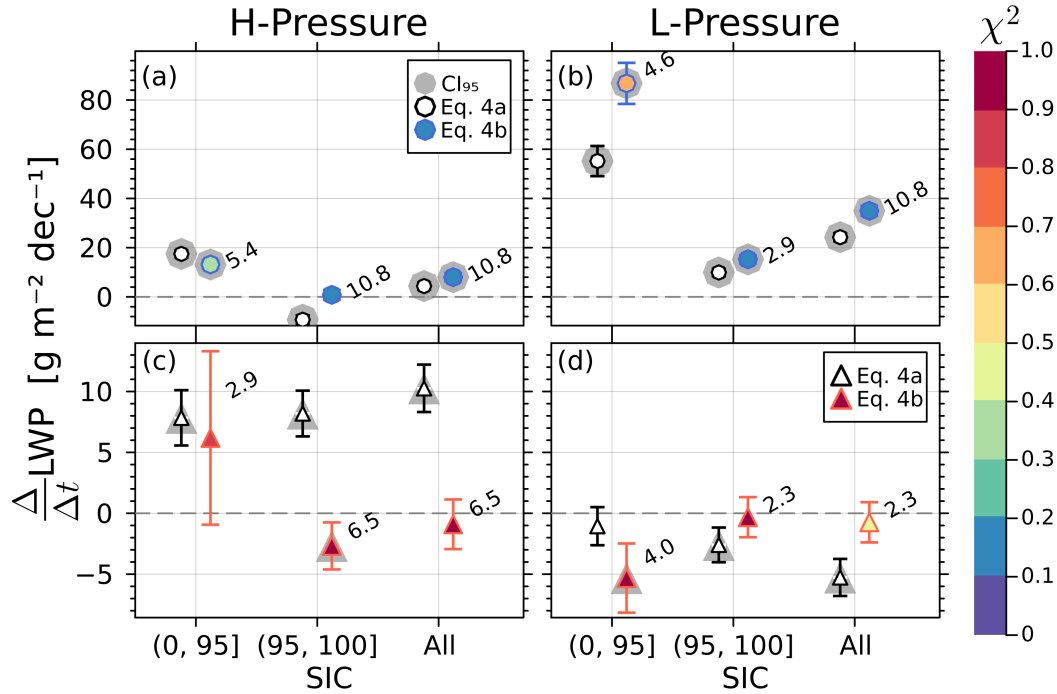 H-Pressure
L-Pressure
χ²
(a)
CI₉₅
Eq. 4a
Eq. 4b
(b)
80
60
40
20
0
5.4
10.8
10.8
4.6
2.9
10.8
(c)
(d)
Eq. 4a
Eq. 4b
10
5
0
−5
2.9
6.5
6.5
4.0
2.3
2.3
Δ/Δt LWP [g m⁻² dec⁻¹]
(0, 95]
(95, 100]
All
SIC
(0, 95]
(95, 100]
All
SIC
1.0
0.9
0.8
0.7
0.6
0.5
0.4
0.3
0.2
0.1
0